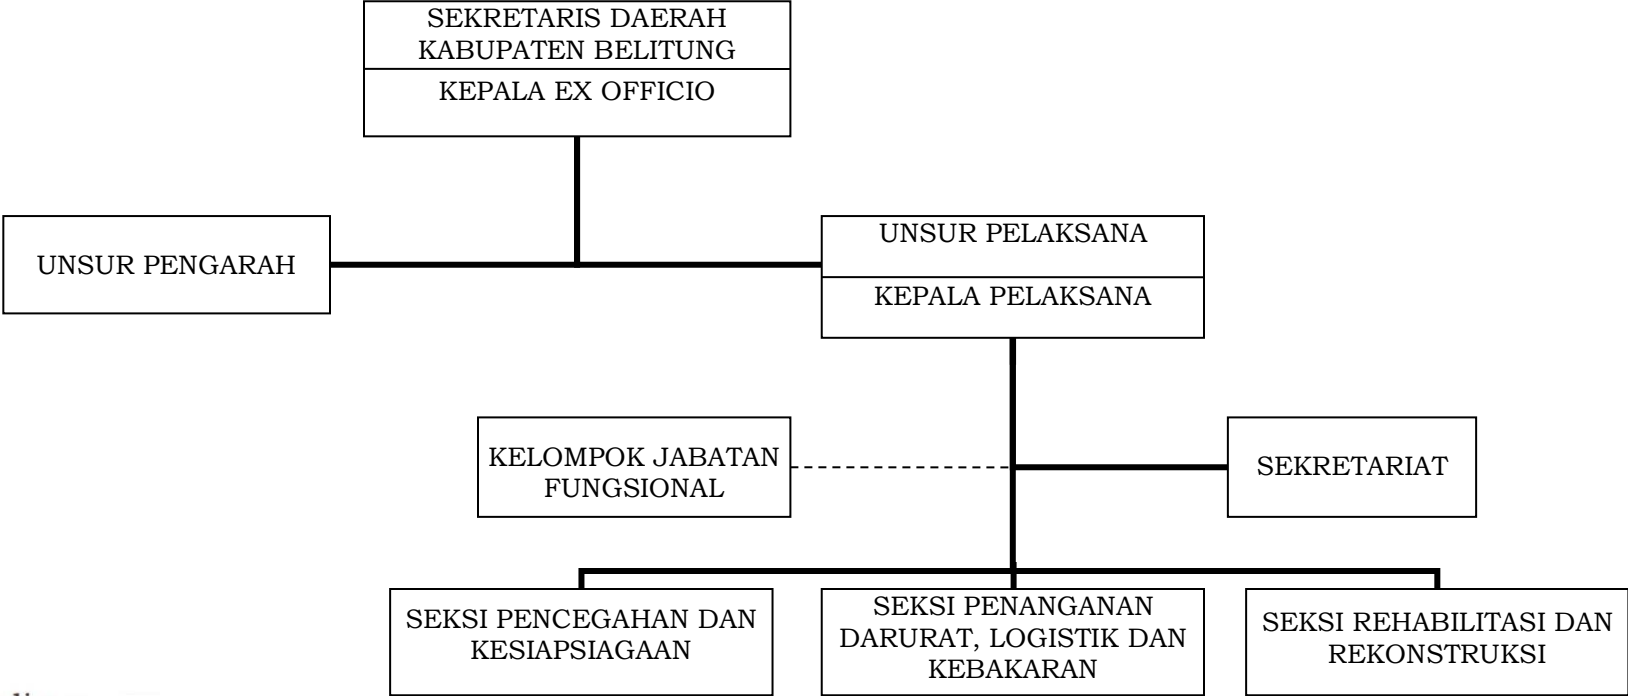 SEKRETARIS DAERAH
KABUPATEN BELITUNG
KEPALA EX OFFICIO
UNSUR PENGARAH
UNSUR PELAKSANA
KEPALA PELAKSANA
KELOMPOK JABATAN
FUNGSIONAL
SEKRETARIAT
SEKSI PENCEGAHAN DAN
KESIAPSIAGAAN
SEKSI PENANGANAN
DARURAT, LOGISTIK DAN
KEBAKARAN
SEKSI REHABILITASI DAN
REKONSTRUKSI